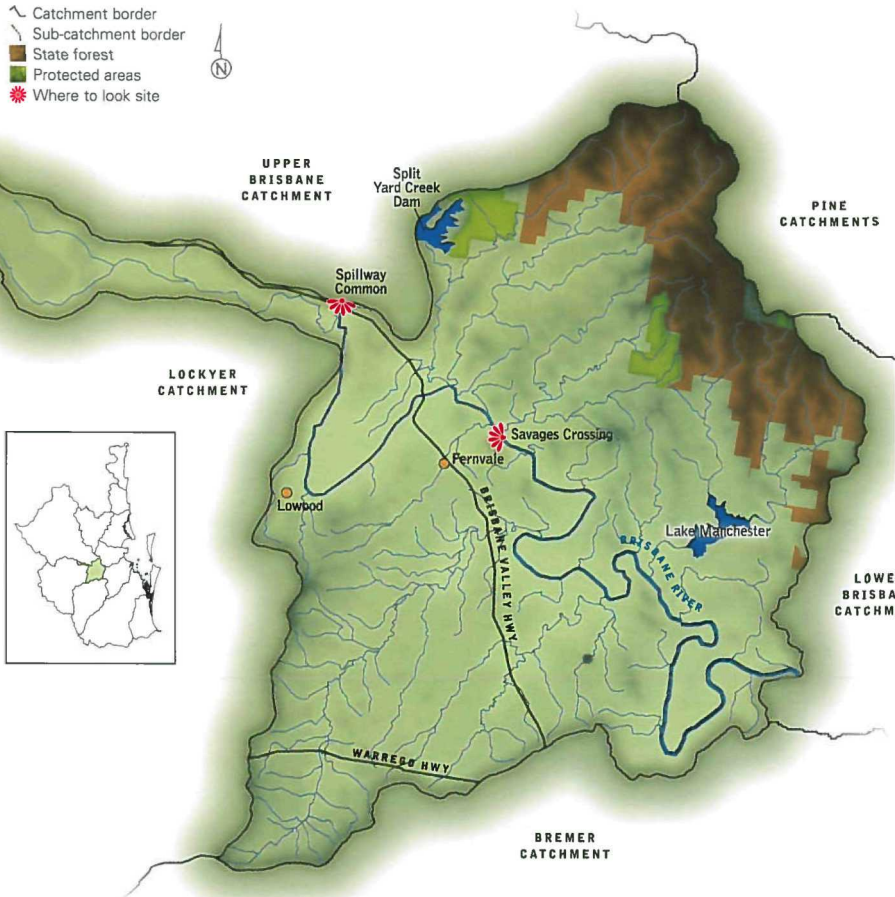 Catchment border
Sub-catchment border
State forest
Protected areas
Where to look site
N
UPPER
BRISBANE
CATCHMENT
Split
Yard Creek
Dam
PINE
CATCHMENTS
Spillway
Common
LOCKYER
CATCHMENT
Savages Crossing
Fernvale
Lowood
BRISBANE VALLEY HWY
Lake Manchester
BRISBANE RIVER
LOWE
BRISBA
CATCHM
WARREGO HWY
BREMER
CATCHMENT